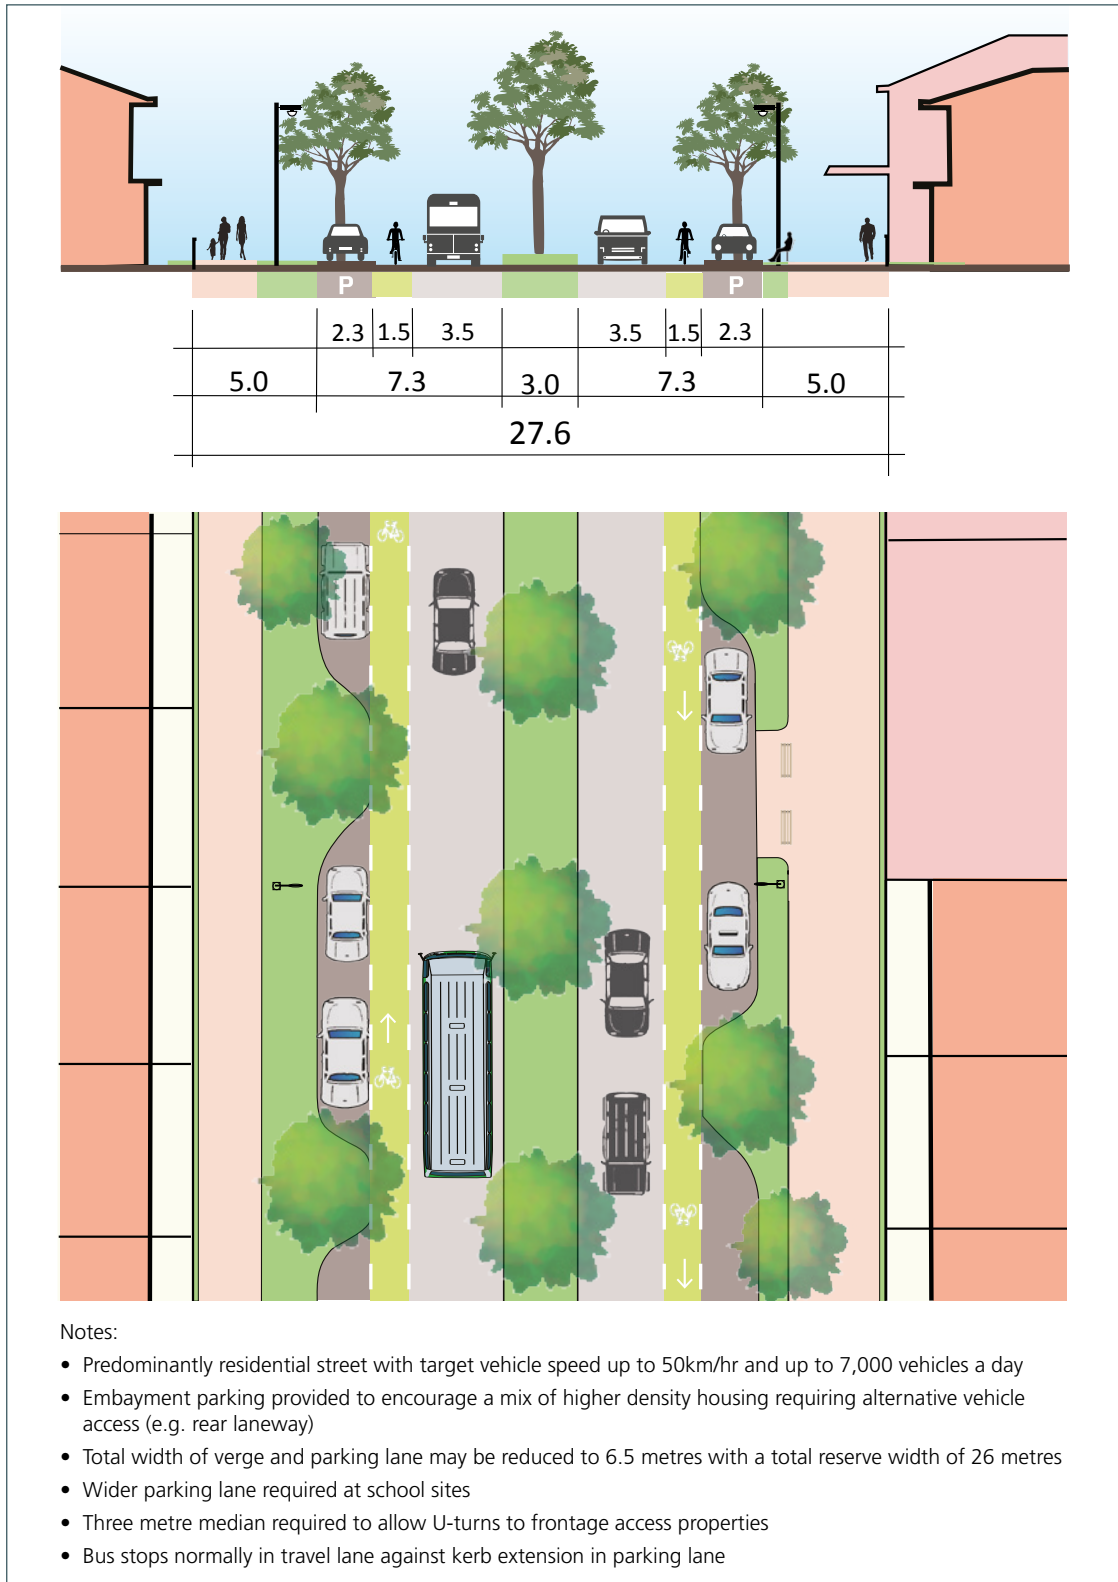 P P
2.3 1.5 3.5 3.5 1.5 2.3
5.0 7.3 3.0 7.3 5.0
27.6
Notes:
• Predominantly residential street with target vehicle speed up to 50km/hr and up to 7,000 vehicles a day
• Embayment parking provided to encourage a mix of higher density housing requiring alternative vehicle
access (e.g. rear laneway)
• Total width of verge and parking lane may be reduced to 6.5 metres with a total reserve width of 26 metres
• Wider parking lane required at school sites
• Three metre median required to allow U-turns to frontage access properties
• Bus stops normally in travel lane against kerb extension in parking lane